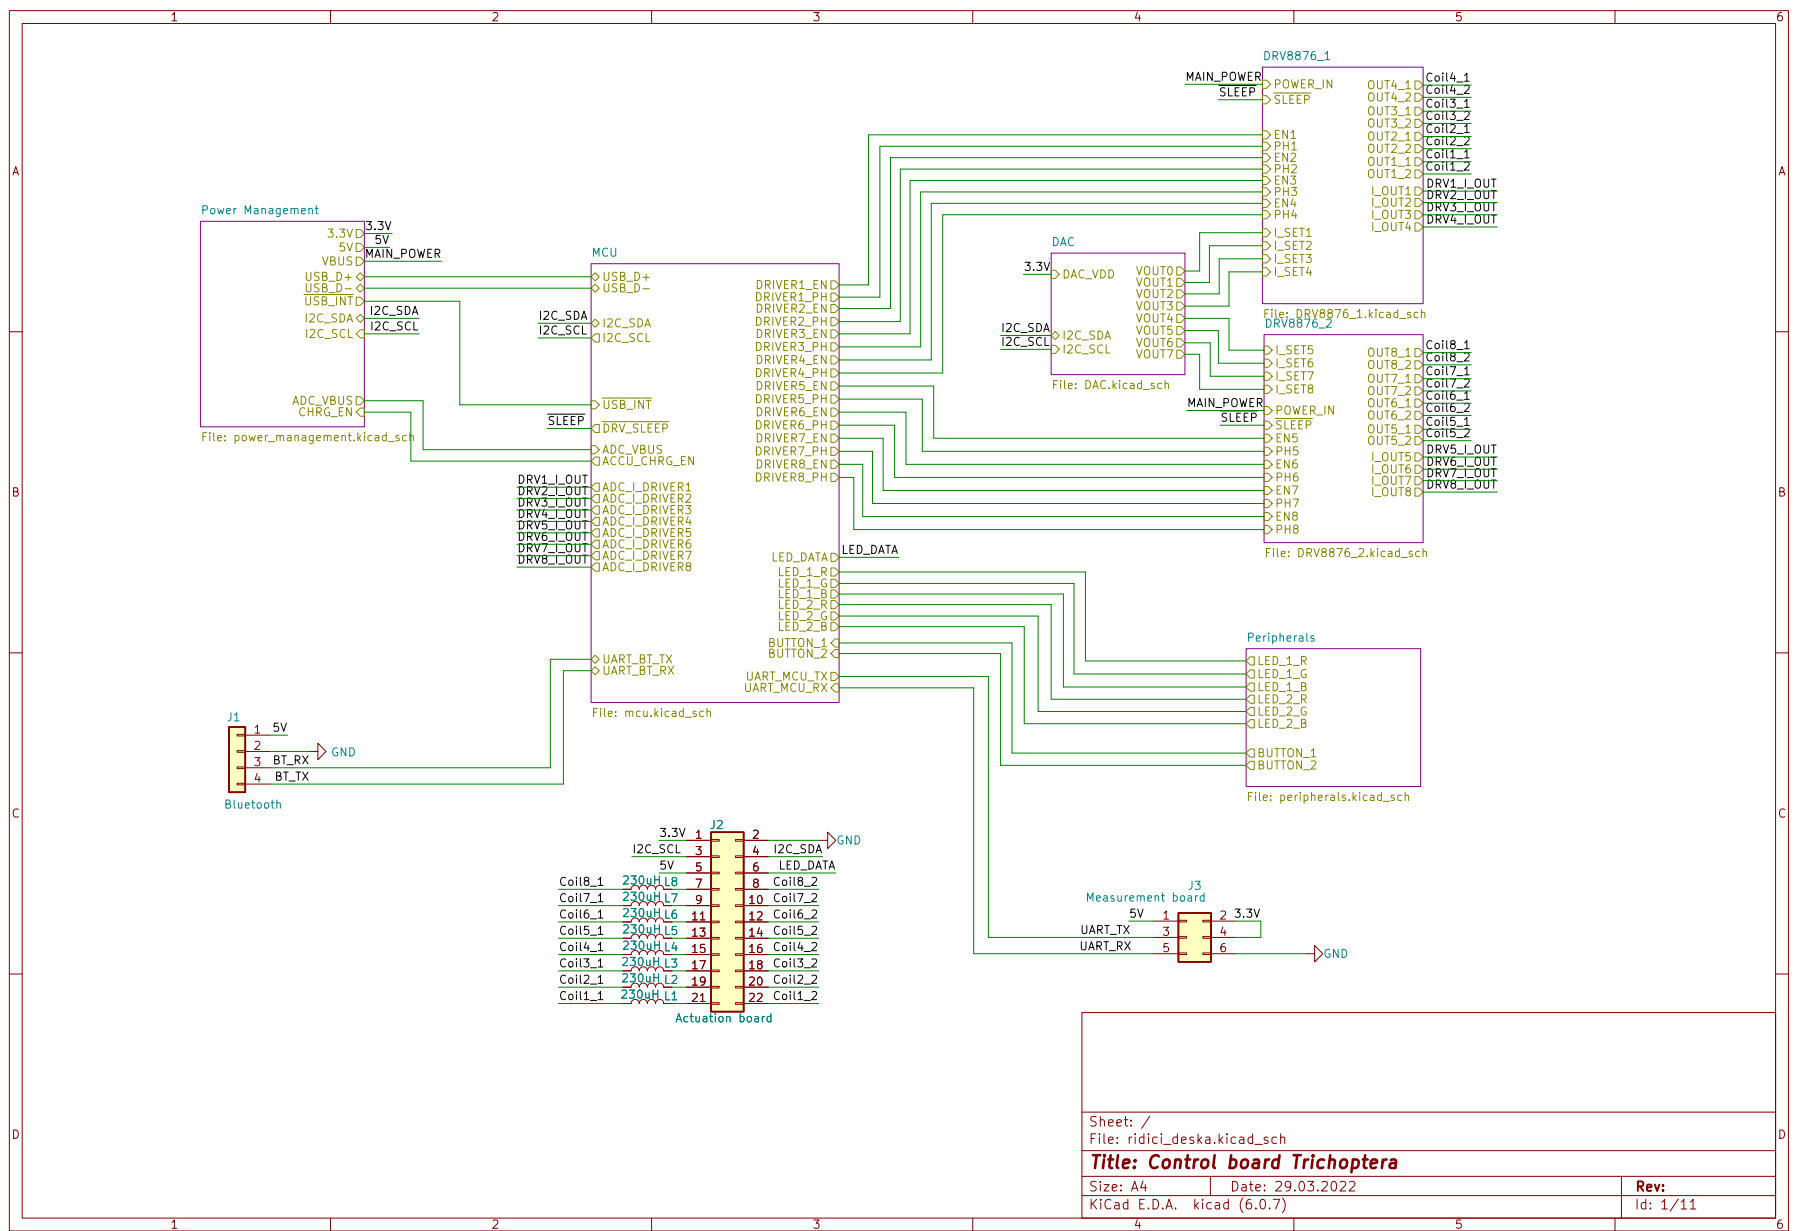 1 2 3 4 5 6
A
B
C
D
A
B
C
D
1 2 3 4 5 6
Power Management
3.3V 3.3V
5V 5V
VBUS MAIN_POWER
USB_D+
USB_D-
USB_INT
I2C_SDA I2C_SDA
I2C_SCL I2C_SCL
ADC_VBUS
CHRG_EN
File: power_management.kicad_sch
MCU
USB_D+
USB_D-
I2C_SDA I2C_SDA
I2C_SCL I2C_SCL
USB_INT
SLEEP DRV_SLEEP
ADC_VBUS
ACCU_CHRG_EN
DRV1_I_OUT ADC_I_DRIVER1
DRV2_I_OUT ADC_I_DRIVER2
DRV3_I_OUT ADC_I_DRIVER3
DRV4_I_OUT ADC_I_DRIVER4
DRV5_I_OUT ADC_I_DRIVER5
DRV6_I_OUT ADC_I_DRIVER6
DRV7_I_OUT ADC_I_DRIVER7
DRV8_I_OUT ADC_I_DRIVER8
UART_BT_TX
UART_BT_RX
DRIVER1_EN
DRIVER1_PH
DRIVER2_EN
DRIVER2_PH
DRIVER3_EN
DRIVER3_PH
DRIVER4_EN
DRIVER4_PH
DRIVER5_EN
DRIVER5_PH
DRIVER6_EN
DRIVER6_PH
DRIVER7_EN
DRIVER7_PH
DRIVER8_EN
DRIVER8_PH
LED_DATA LED_DATA
LED_1_R
LED_1_G
LED_1_B
LED_2_R
LED_2_G
LED_2_B
BUTTON_1
BUTTON_2
UART_MCU_TX
UART_MCU_RX
File: mcu.kicad_sch
DAC
3.3V DAC_VDD
I2C_SDA I2C_SDA
I2C_SCL I2C_SCL
VOUT0
VOUT1
VOUT2
VOUT3
VOUT4
VOUT5
VOUT6
VOUT7
File: DAC.kicad_sch
DRV8876_1
MAIN_POWER POWER_IN
SLEEP SLEEP
EN1
PH1
EN2
PH2
EN3
PH3
EN4
PH4
I_SET1
I_SET2
I_SET3
I_SET4
OUT4_1 Coil4_1
OUT4_2 Coil4_2
OUT3_1 Coil3_1
OUT3_2 Coil3_2
OUT2_1 Coil2_1
OUT2_2 Coil2_2
OUT1_1 Coil1_1
OUT1_2 Coil1_2
I_OUT1 DRV1_I_OUT
I_OUT2 DRV2_I_OUT
I_OUT3 DRV3_I_OUT
I_OUT4 DRV4_I_OUT
File: DRV8876_1.kicad_sch
DRV8876_2
I_SET5
I_SET6
I_SET7
I_SET8
MAIN_POWER POWER_IN
SLEEP SLEEP
EN5
PH5
EN6
PH6
EN7
PH7
EN8
PH8
OUT8_1 Coil8_1
OUT8_2 Coil8_2
OUT7_1 Coil7_1
OUT7_2 Coil7_2
OUT6_1 Coil6_1
OUT6_2 Coil6_2
OUT5_1 Coil5_1
OUT5_2 Coil5_2
I_OUT5 DRV5_I_OUT
I_OUT6 DRV6_I_OUT
I_OUT7 DRV7_I_OUT
I_OUT8 DRV8_I_OUT
File: DRV8876_2.kicad_sch
Peripherals
LED_1_R
LED_1_G
LED_1_B
LED_2_R
LED_2_G
LED_2_B
BUTTON_1
BUTTON_2
File: peripherals.kicad_sch
J1
1 5V
2 GND
3 BT_RX
4 BT_TX
Bluetooth
J2
3.3V 1 2 GND
I2C_SCL 3 4 I2C_SDA
5V 5 6 LED_DATA
Coil8_1 230uH L8 7 8 Coil8_2
Coil7_1 230uH L7 9 10 Coil7_2
Coil6_1 230uH L6 11 12 Coil6_2
Coil5_1 230uH L5 13 14 Coil5_2
Coil4_1 230uH L4 15 16 Coil4_2
Coil3_1 230uH L3 17 18 Coil3_2
Coil2_1 230uH L2 19 20 Coil2_2
Coil1_1 230uH L1 21 22 Coil1_2
Actuation board
J3
Measurement board
5V 1 2 3.3V
UART_TX 3 4
UART_RX 5 6 GND
Sheet: /
File: ridici_deska.kicad_sch
Title: Control board Trichoptera
Size: A4 Date: 29.03.2022 Rev:
KiCad E.D.A. kicad (6.0.7) Id: 1/11